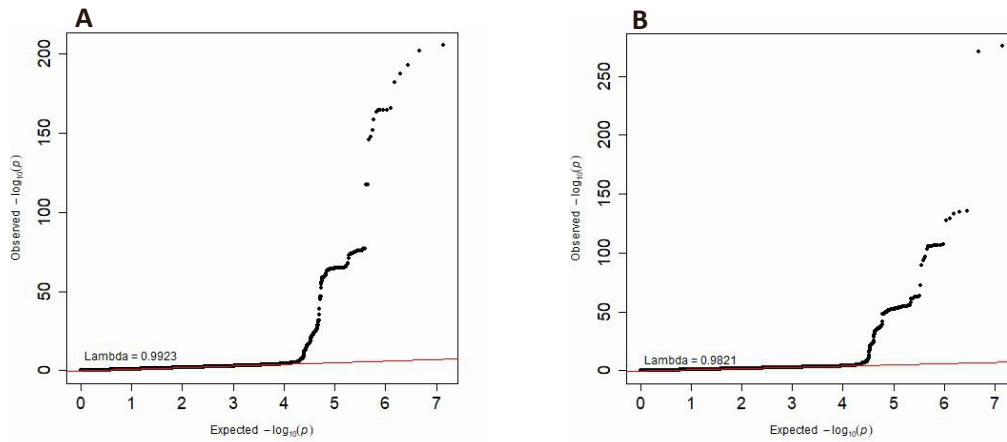 A
Observed −log10(p)
200
150
100
50
0
Lambda = 0.9923
0 1 2 3 4 5 6 7
Expected −log10(p)
B
Observed −log10(p)
250
200
150
100
50
0
Lambda = 0.9821
0 1 2 3 4 5 6 7
Expected −log10(p)